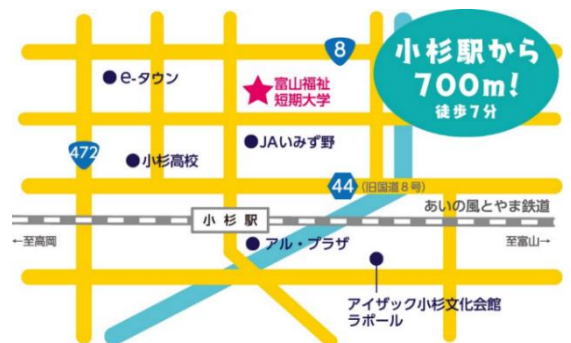 8
小杉駅から
700m!
徒歩7分
e-タウン
富山福祉
短期大学
JAいみず野
472
小杉高校
44
(旧国道8号)
あいの風とやま鉄道
小杉駅
←至高岡
アル・プラザ
至富山→
アイザック小杉文化会館
ラポール